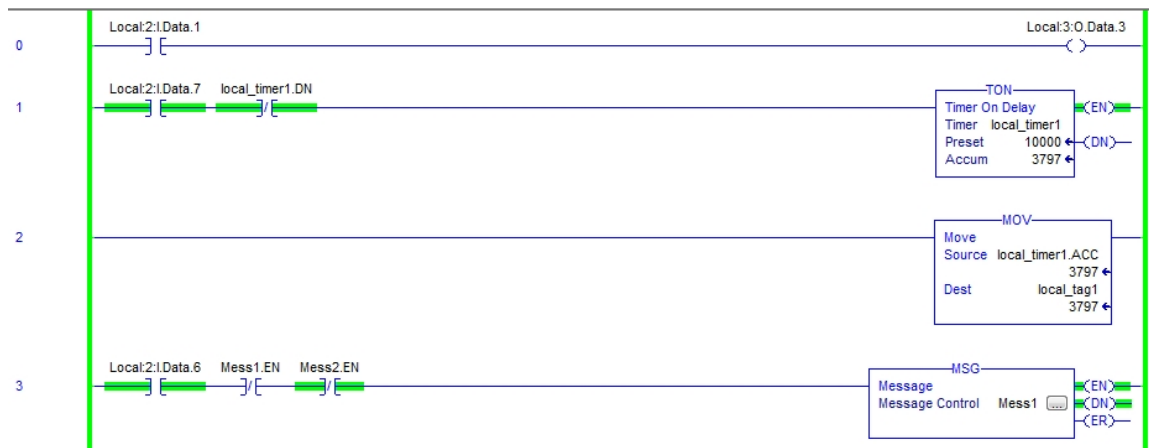 Local:2:I.Data.1 Local:3:O.Data.3
0
Local:2:I.Data.7 local_timer1.DN
1
TON
Timer On Delay
Timer local_timer1
Preset 10000
Accum 3797
EN
DN
2
MOV
Move
Source local_timer1.ACC
3797
Dest local_tag1
3797
Local:2:I.Data.6 Mess1.EN Mess2.EN
3
MSG
Message
Message Control Mess1 ...
EN
DN
ER